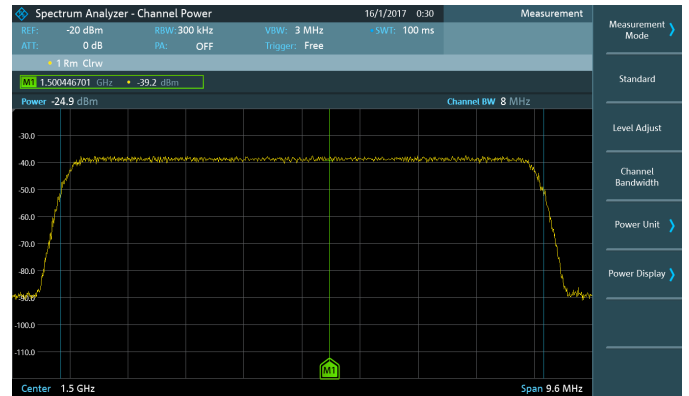 Spectrum Analyzer - Channel Power 16/1/2017 0:30 Measurement
REF: -20 dBm RBW: 300 kHz VBW: 3 MHz SWT: 100 ms
ATT: 0 dB PA: OFF Trigger: Free
1 Rm Clrw
M1 1.500446701 GHz • -39.2 dBm
Power -24.9 dBm Channel BW 8 MHz
-30.0
-40.0
-50.0
-60.0
-70.0
-80.0
-90.0
-100.0
-110.0
M1
Center 1.5 GHz Span 9.6 MHz
Measurement
Mode
Standard
Level Adjust
Channel
Bandwidth
Power Unit
Power Display